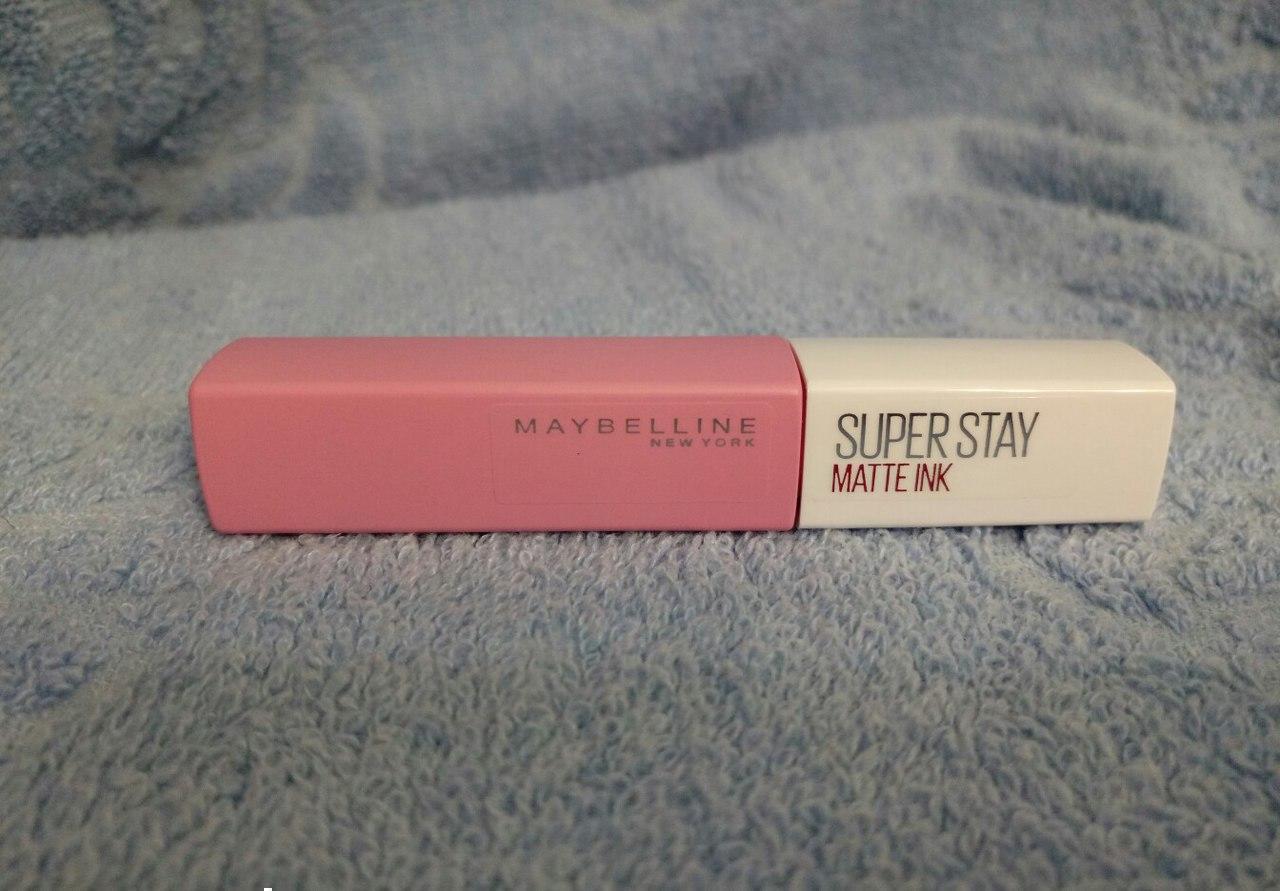 MAYBELLINE
NEW YORK
SUPER STAY
MATTE INK